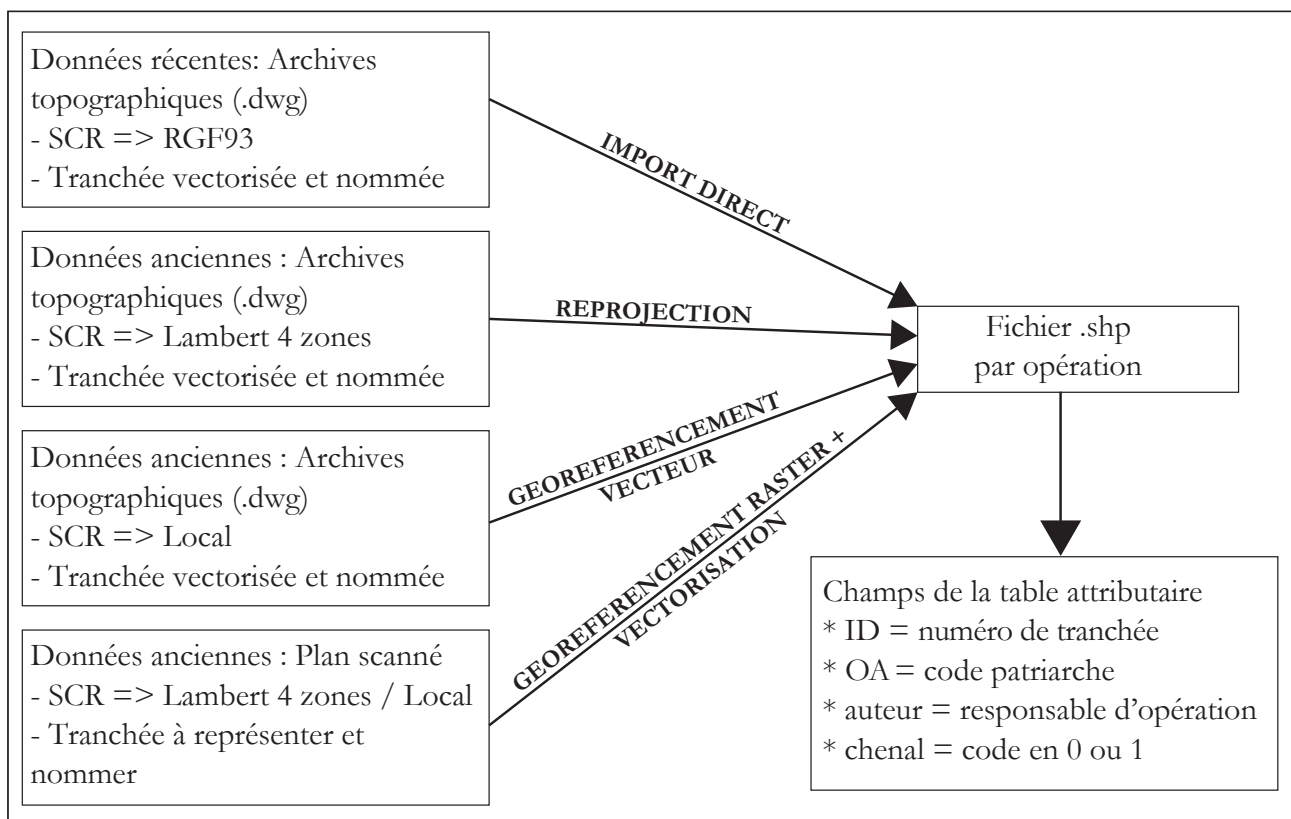 Données récentes: Archives
topographiques (.dwg)
- SCR => RGF93
- Tranchée vectorisée et nommée
IMPORT DIRECT
Données anciennes : Archives
topographiques (.dwg)
- SCR => Lambert 4 zones
- Tranchée vectorisée et nommée
REPROJECTION
Données anciennes : Archives
topographiques (.dwg)
- SCR => Local
- Tranchée vectorisée et nommée
GEOREFERENCEMENT
VECTEUR
Données anciennes : Plan scanné
- SCR => Lambert 4 zones / Local
- Tranchée à représenter et
nommer
GEOREFERENCEMENT RASTER +
VECTORISATION
Fichier .shp
par opération
Champs de la table attributaire
* ID = numéro de tranchée
* OA = code patriarche
* auteur = responsable d’opération
* chenal = code en 0 ou 1